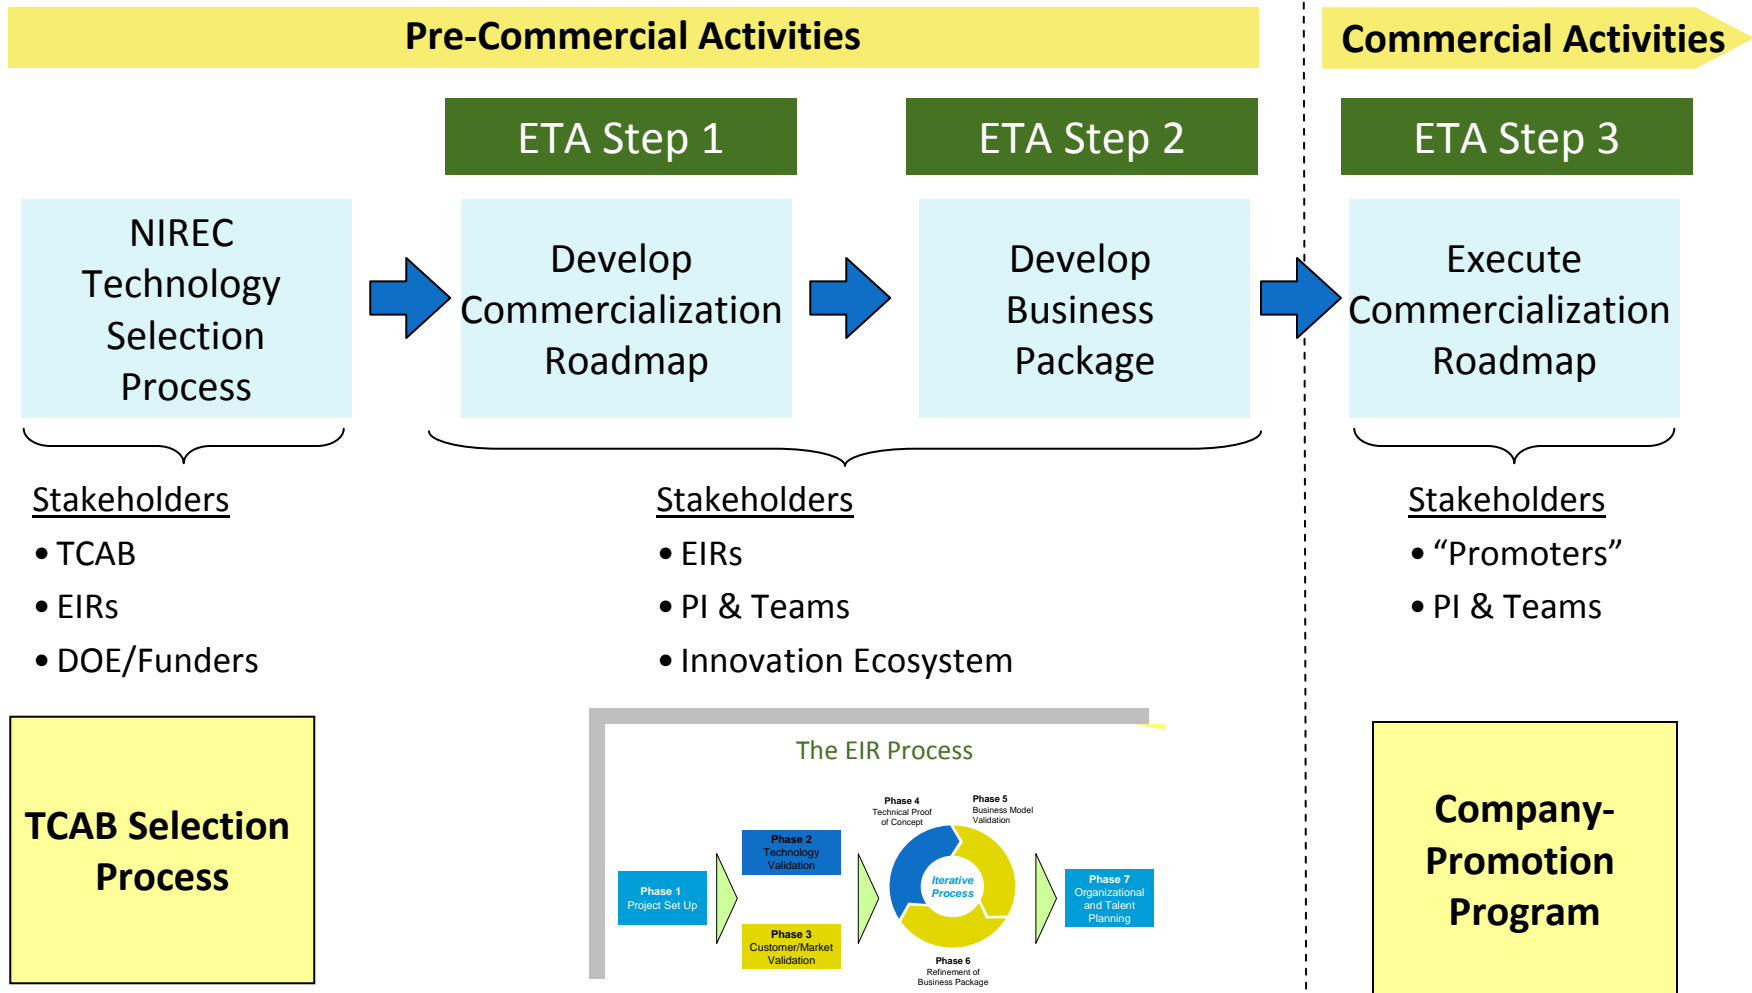 Pre-Commercial Activities
Commercial Activities
ETA Step 1
ETA Step 2
ETA Step 3
NIREC
Technology
Selection
Process
Develop
Commercialization
Roadmap
Develop
Business
Package
Execute
Commercialization
Roadmap
Stakeholders
• TCAB
• EIRs
• DOE/Funders
Stakeholders
• EIRs
• PI & Teams
• Innovation Ecosystem
Stakeholders
• “Promoters”
• PI & Teams
TCAB Selection
Process
The EIR Process
Phase 1
Project Set Up
Phase 2
Technology
Validation
Phase 3
Customer/Market
Validation
Phase 4
Technical Proof
of Concept
Phase 5
Business Model
Validation
Iterative
Process
Phase 6
Refinement of
Business Package
Phase 7
Organizational
and Talent
Planning
Company-
Promotion
Program